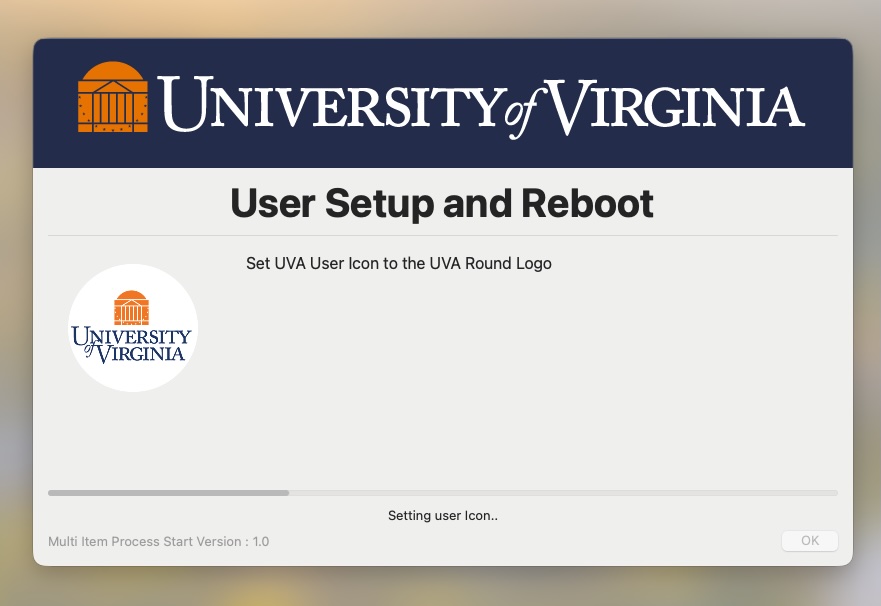 UNIVERSITY of VIRGINIA
User Setup and Reboot
Set UVA User Icon to the UVA Round Logo
UNIVERSITY
of VIRGINIA
Setting user Icon..
Multi Item Process Start Version : 1.0
OK